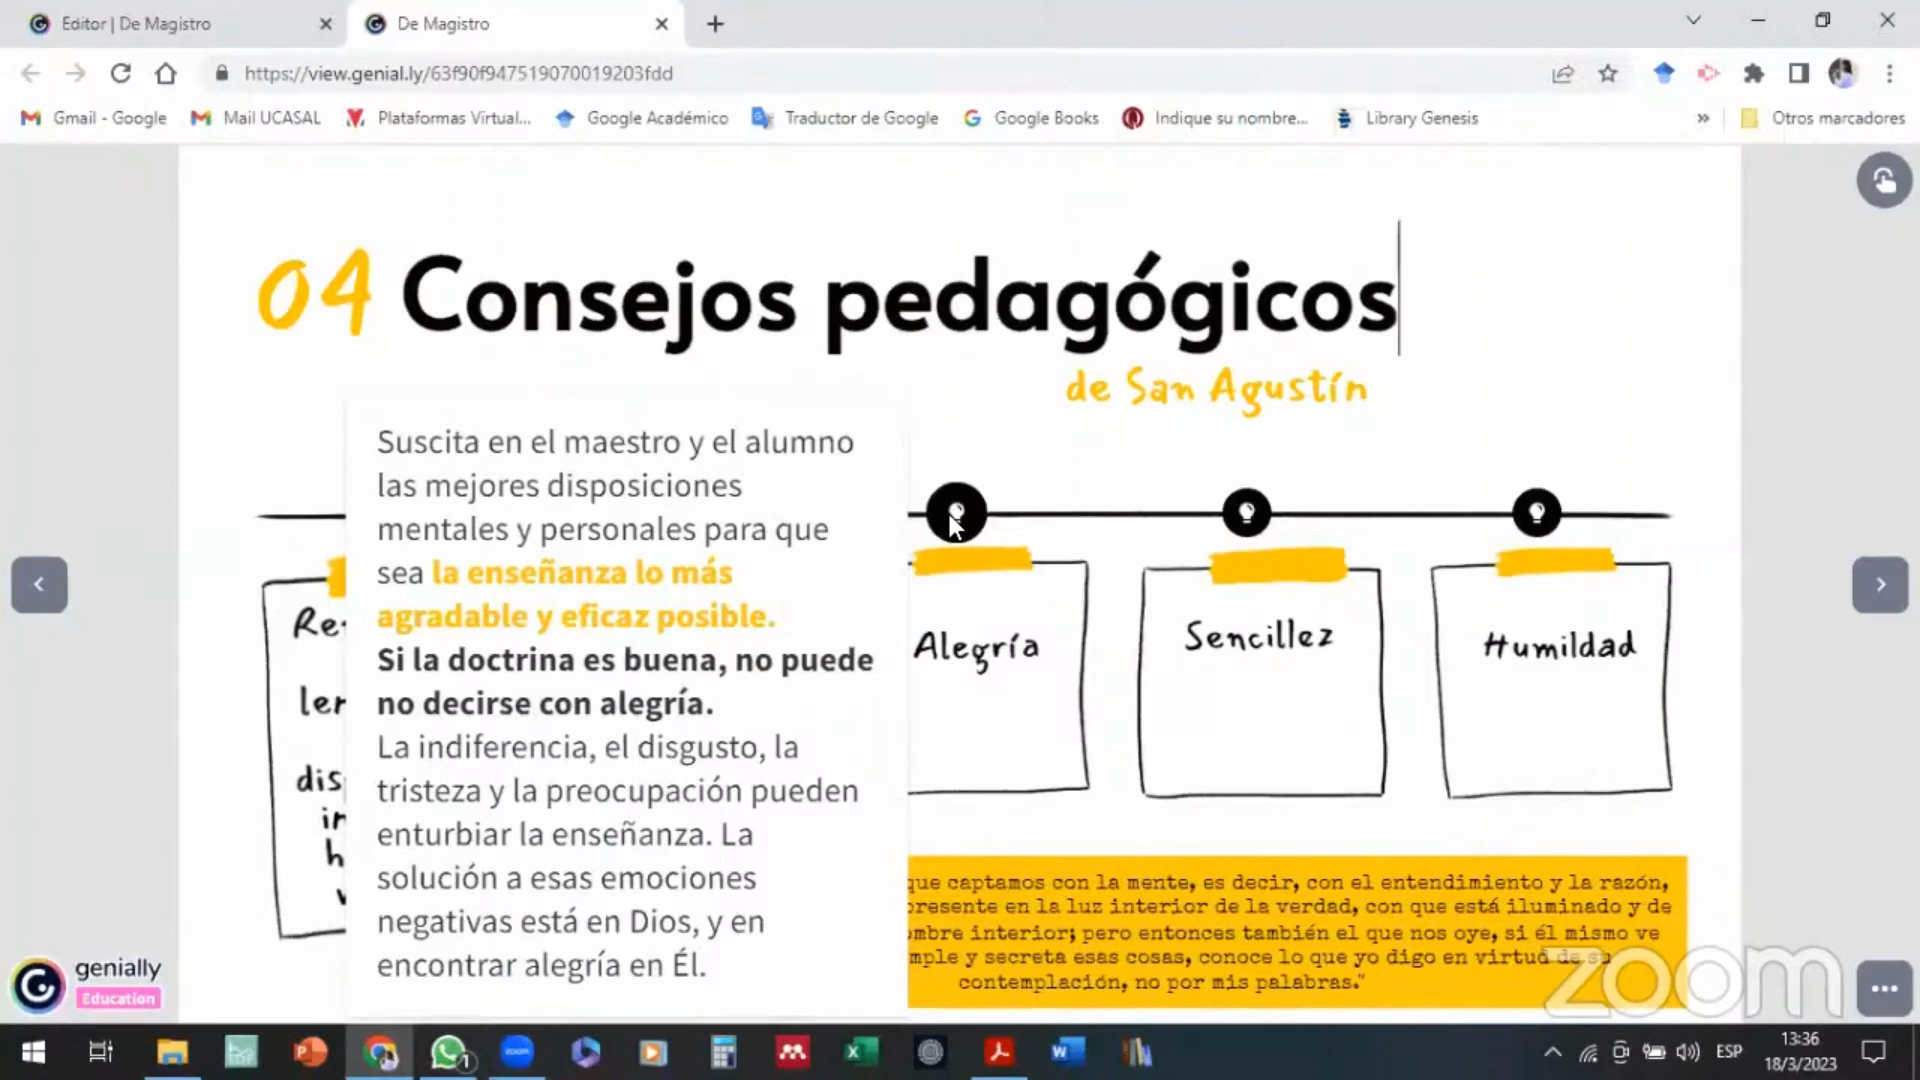 Editor | De Magistro
De Magistro
https://view.genial.ly/63f90f947519070019203fdd
Gmail - Google
Mail UCASAL
Plataformas Virtual...
Google Académico
Traductor de Google
Google Books
Indique su nombre...
Library Genesis
»
Otros marcadores
04 Consejos pedagógicos
de San Agustín
Suscita en el maestro y el alumno
las mejores disposiciones
mentales y personales para que
sea la enseñanza lo más
agradable y eficaz posible.
Si la doctrina es buena, no puede
no decirse con alegría.
La indiferencia, el disgusto, la
tristeza y la preocupación pueden
enturbiar la enseñanza. La
solución a esas emociones
negativas está en Dios, y en
encontrar alegría en Él.
Alegría
Sencillez
Humildad
que captamos con la mente, es decir, con el entendimiento y la razón,
presente en la luz interior de la verdad, con que está iluminado y de
interior; pero entonces también el que nos oye, si él mismo ve
y secreta esas cosas, conoce lo que yo digo en virtud de su
contemplación, no por mis palabras."
genially
Education
zoom
13:36
ESP
18/3/2023